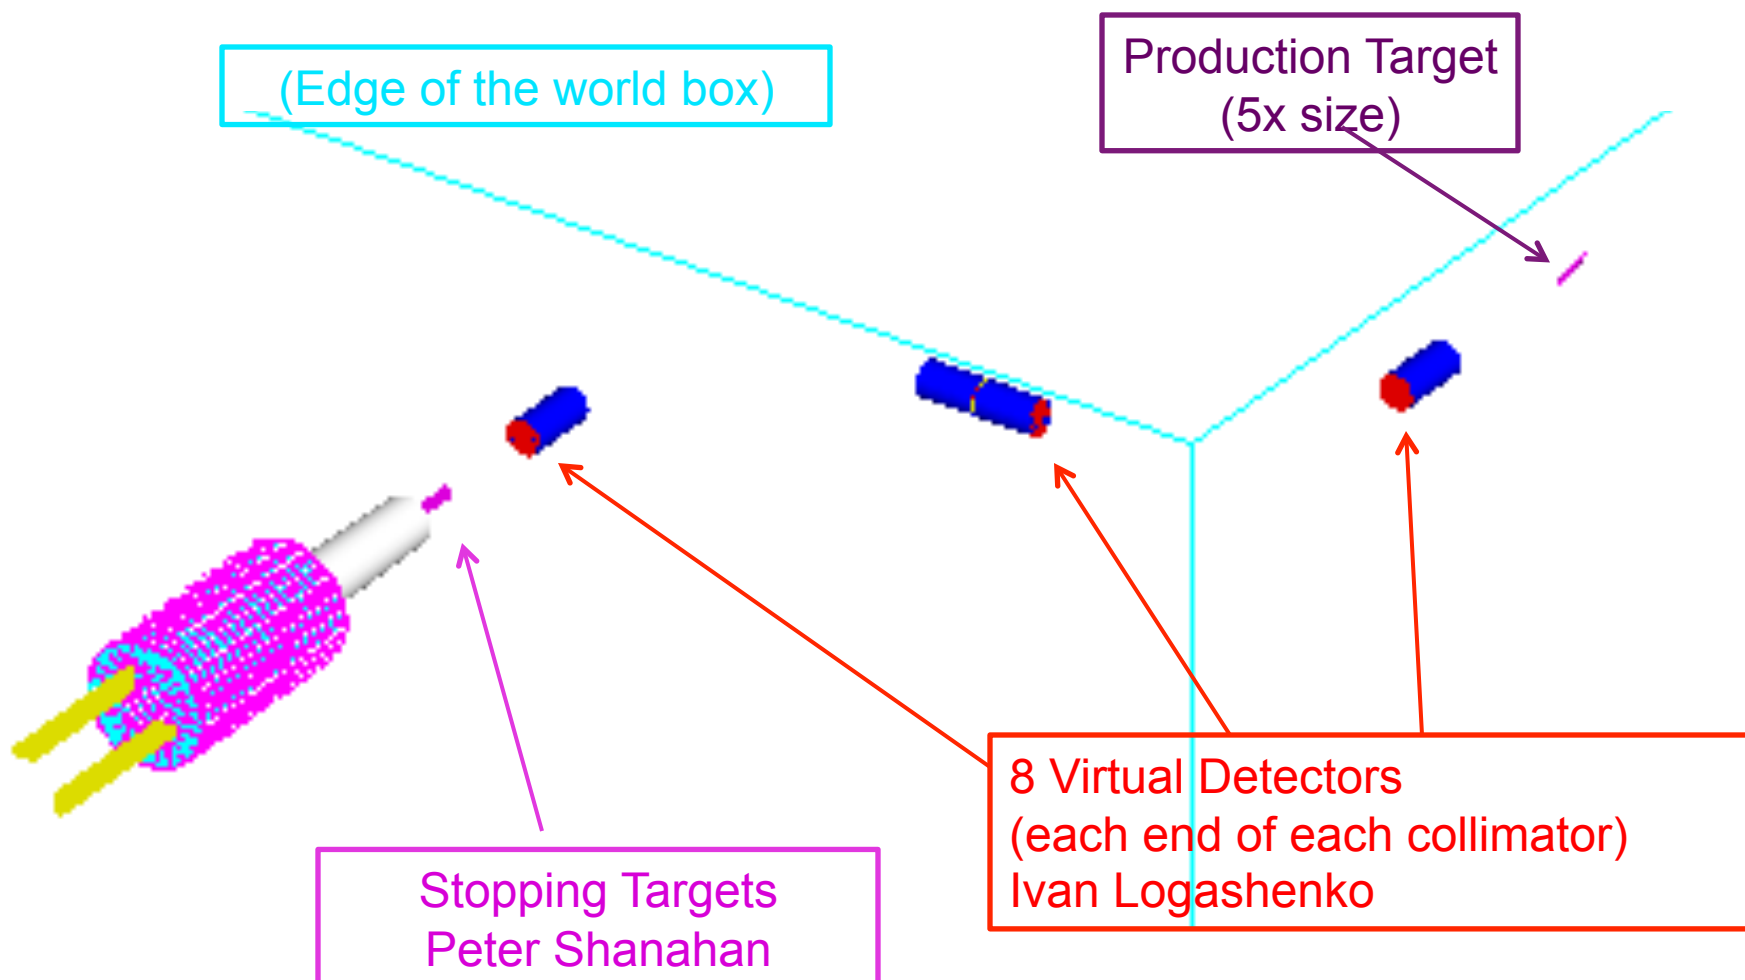 (Edge of the world box)
Production Target
(5x size)
8 Virtual Detectors
(each end of each collimator)
Ivan Logashenko
Stopping Targets
Peter Shanahan